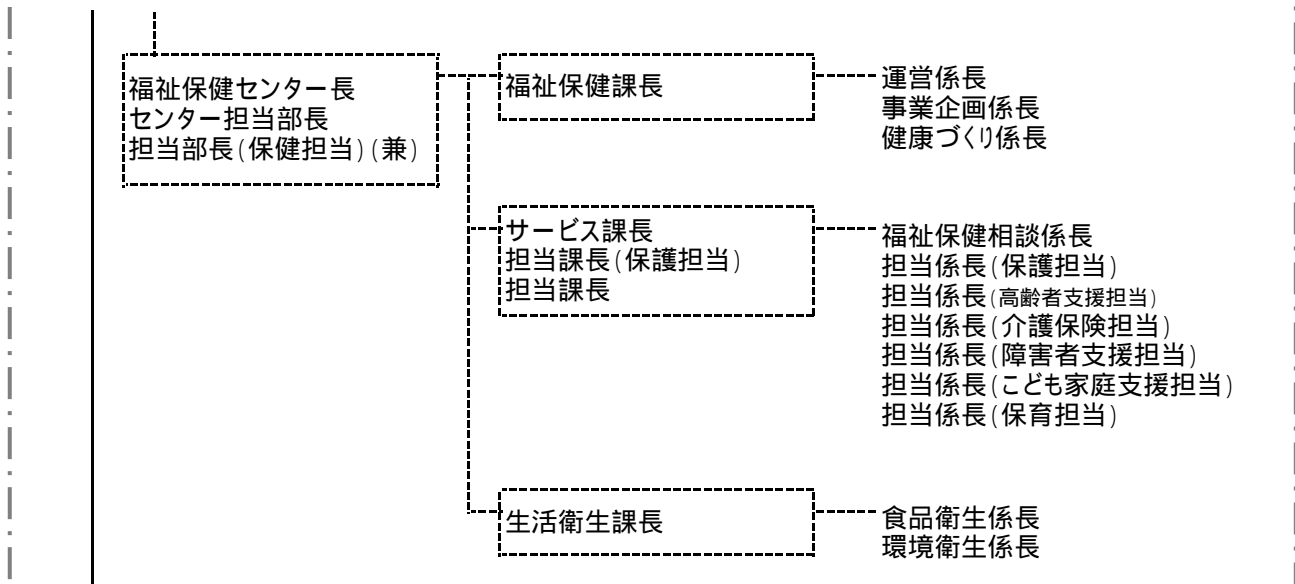 福祉保健センター長
センター担当部長
担当部長(保健担当)(兼)
福祉保健課長
運営係長
事業企画係長
健康づくり係長
サービス課長
担当課長(保護担当)
担当課長
福祉保健相談係長
担当係長(保護担当)
担当係長(高齢者支援担当)
担当係長(介護保険担当)
担当係長(障害者支援担当)
担当係長(こども家庭支援担当)
担当係長(保育担当)
生活衛生課長
食品衛生係長
環境衛生係長